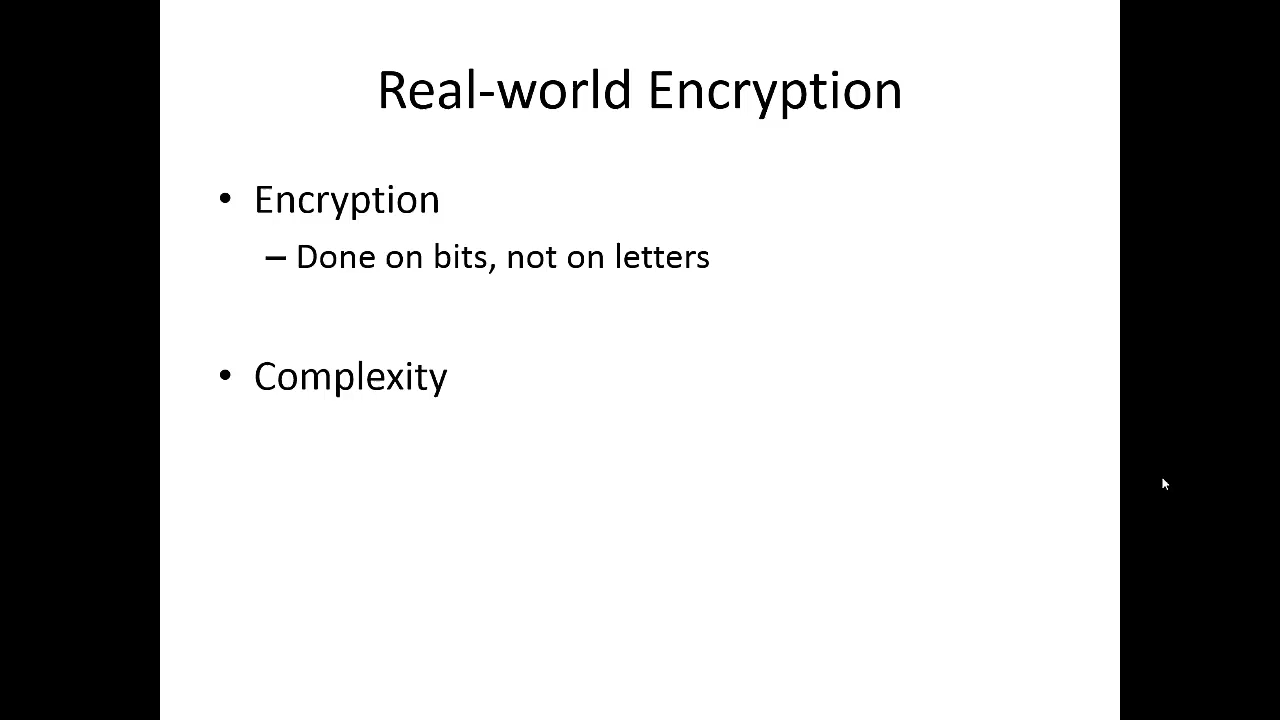 Real-world Encryption
• Encryption
– Done on bits, not on letters
• Complexity